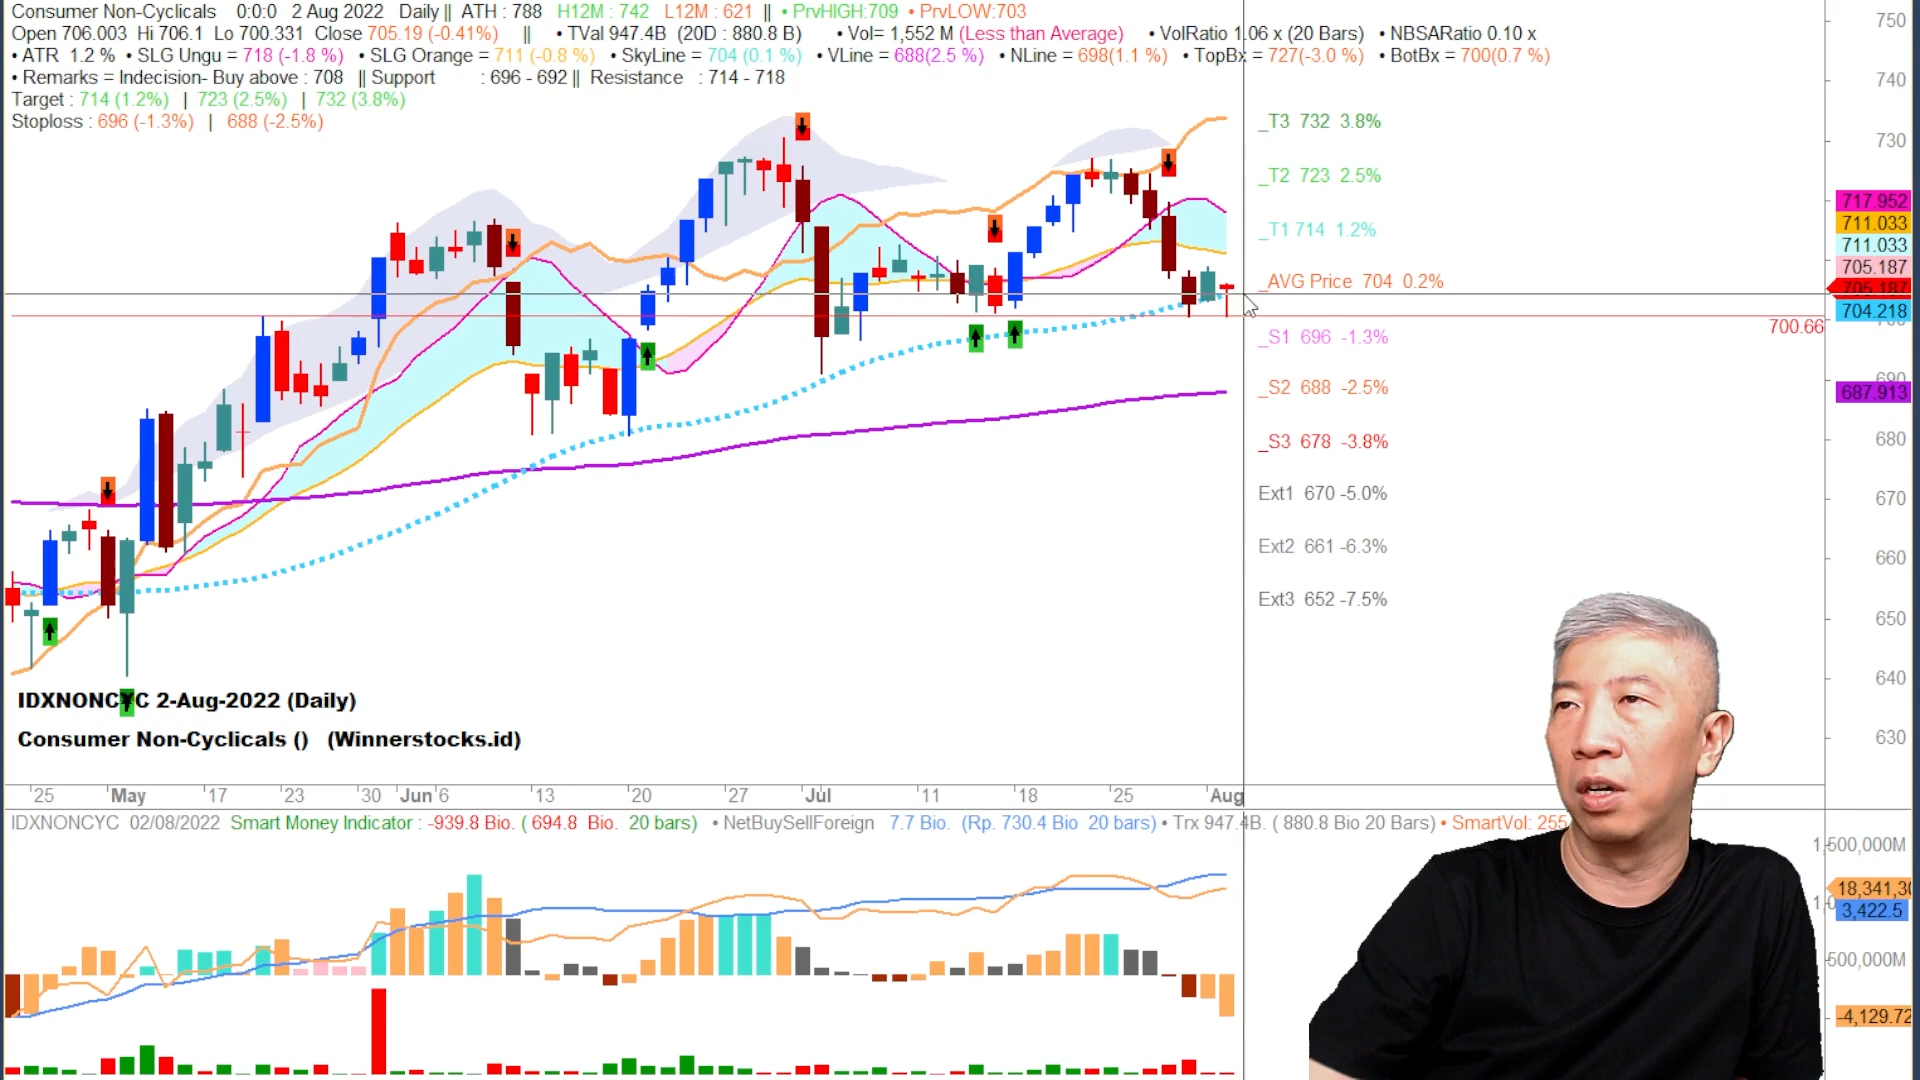 Consumer Non-Cyclicals 0:0:0 2 Aug 2022 Daily || ATH : 788 H12M : 742 L12M : 621 || • PrvHIGH:709 • PrvLOW:703
Open 706.003 Hi 706.1 Lo 700.331 Close 705.19 (-0.41%) || • TVal 947.4B (20D : 880.8 B) • Vol= 1,552 M (Less than Average) • VolRatio 1.06 x (20 Bars) • NBSARatio 0.10 x
• ATR 1.2 % • SLG Ungu = 718 (-1.8 %) • SLG Orange = 711 (-0.8 %) • SkyLine = 704 (0.1 %) • VLine = 688(2.5 %) • NLine = 698(1.1 %) • TopBx = 727(-3.0 %) • BotBx = 700(0.7 %)
• Remarks = Indecision- Buy above : 708 || Support : 696 - 692 || Resistance : 714 - 718
Target : 714 (1.2%) | 723 (2.5%) | 732 (3.8%)
Stoploss : 696 (-1.3%) | 688 (-2.5%)
_T3 732 3.8%
_T2 723 2.5%
_T1 714 1.2%
_AVG Price 704 0.2%
_S1 696 -1.3%
_S2 688 -2.5%
_S3 678 -3.8%
Ext1 670 -5.0%
Ext2 661 -6.3%
Ext3 652 -7.5%
750
740
730
717.952
711.033
711.033
705.187
705.187
704.218
700.66
690
687.913
680
670
660
650
640
630
IDXNONCYC 2-Aug-2022 (Daily)
Consumer Non-Cyclicals () (Winnerstocks.id)
25 May 17 23 30 Jun 6 13 20 27 Jul 11 18 25 Aug
IDXNONCYC 02/08/2022 Smart Money Indicator : -939.8 Bio. ( 694.8 Bio. 20 bars) • NetBuySellForeign 7.7 Bio. (Rp. 730.4 Bio 20 bars) • Trx 947.4B. ( 880.8 Bio 20 Bars) • SmartVol: 255
1,500,000M
18,341,30
3,422.5
500,000M
-4,129.72